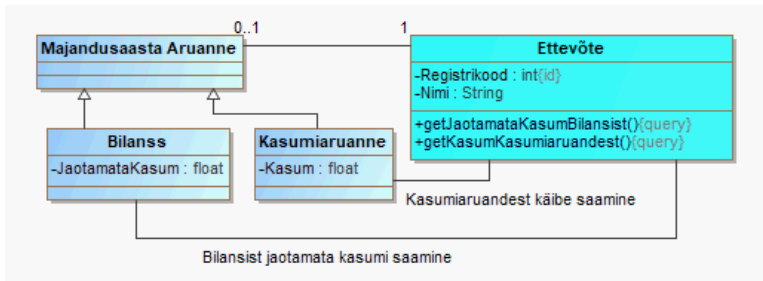 0..1
1
Majandusaasta Aruanne
Ettevõte
-Registrikood : int{id}
-Nimi : String
+getJaotamataKasumBilansist(){query}
+getKasumKasumiaruandest(){query}
Bilanss
-JaotamataKasum : float
Kasumiaruanne
-Kasum : float
Kasumiaruandest käibe saamine
Bilansist jaotamata kasumi saamine